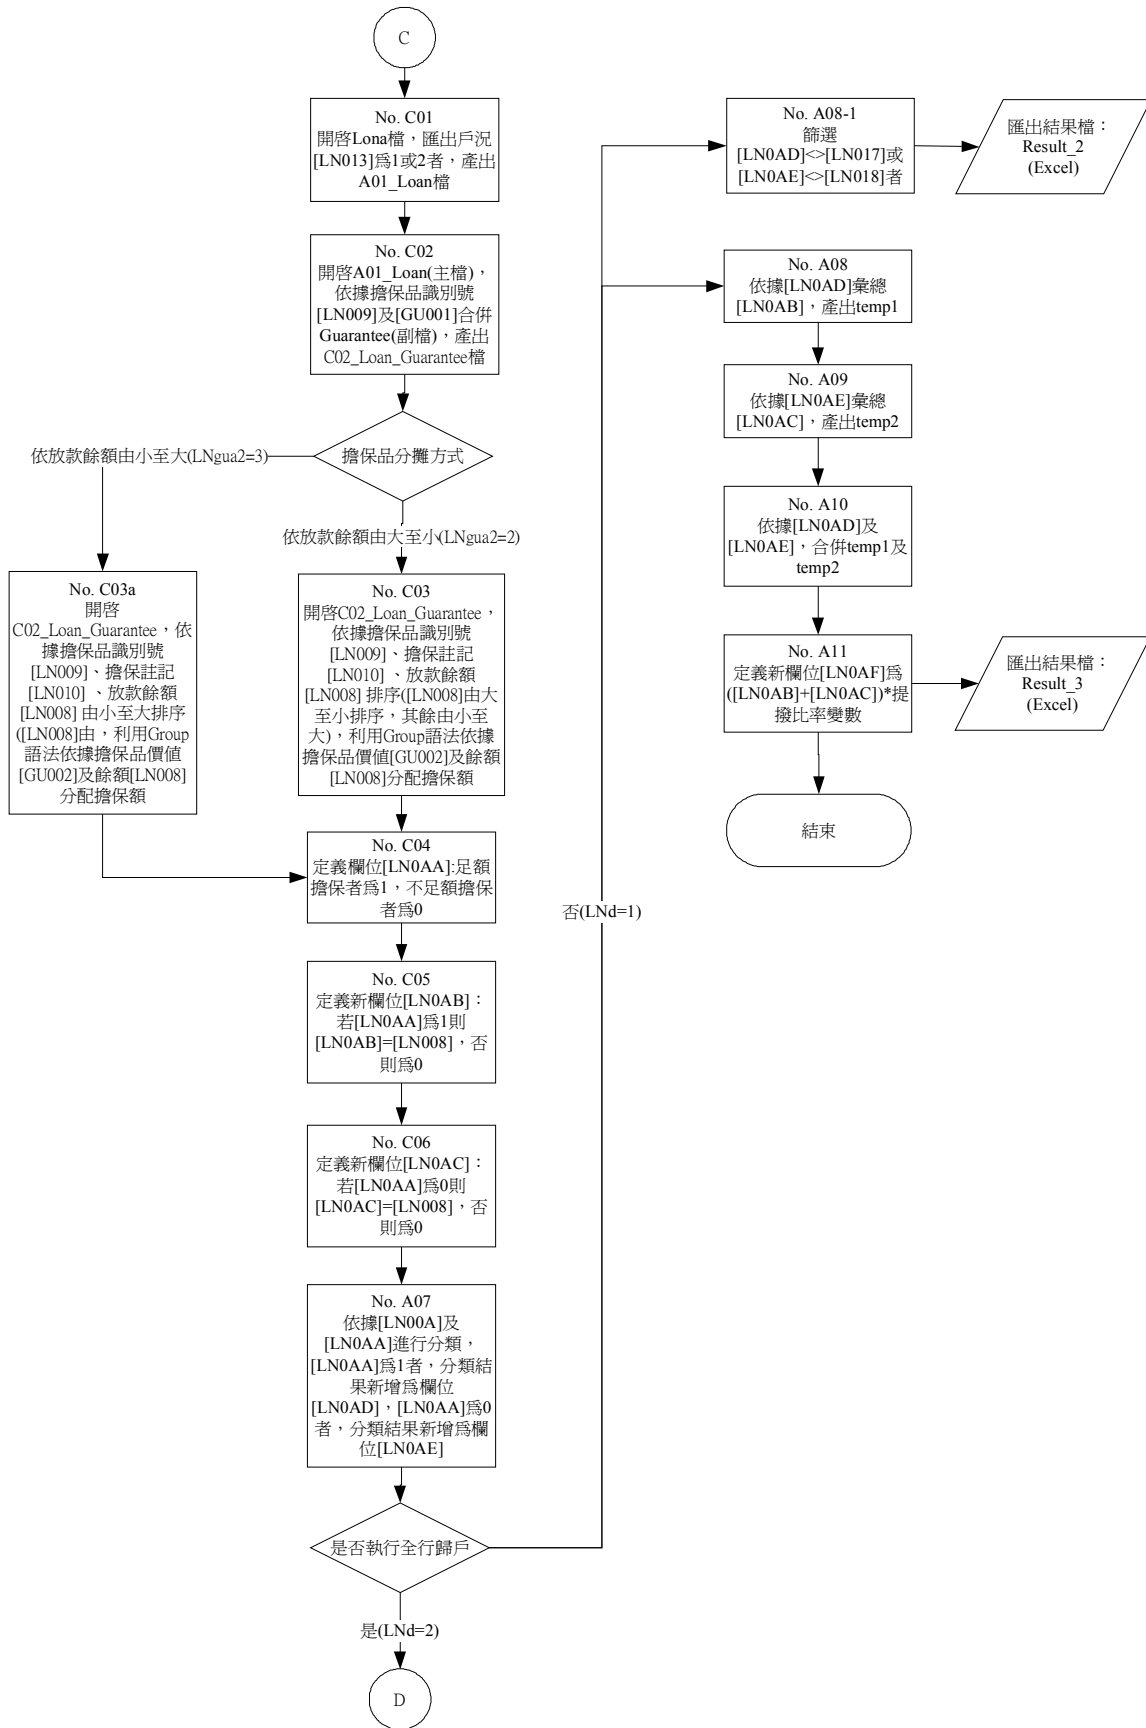 C
No. C01
開啓Lona檔，匯出戶況
[LN013]爲1或2者，產出
A01_Loan檔
No. C02
開啓A01_Loan(主檔)，
依據擔保品識別號
[LN009]及[GU001]合併
Guarantee(副檔)，產出
C02_Loan_Guarantee檔
擔保品分攤方式
依放款餘額由小至大(LNgua2=3)
依放款餘額由大至小(LNgua2=2)
No. C03a
開啓
C02_Loan_Guarantee，依
據擔保品識別號
[LN009]、擔保註記
[LN010] 、放款餘額
[LN008] 由小至大排序
([LN008]由，利用Group
語法依據擔保品價值
[GU002]及餘額[LN008]
分配擔保額
No. C03
開啓C02_Loan_Guarantee，
依據擔保品識別號
[LN009]、擔保註記
[LN010] 、放款餘額
[LN008] 排序([LN008]由大
至小排序，其餘由小至
大)，利用Group語法依據
擔保品價值[GU002]及餘額
[LN008]分配擔保額
No. C04
定義欄位[LN0AA]:足額
擔保者爲1，不足額擔保
者爲0
No. C05
定義新欄位[LN0AB]：
若[LN0AA]爲1則
[LN0AB]=[LN008]，否
則爲0
No. C06
定義新欄位[LN0AC]：
若[LN0AA]爲0則
[LN0AC]=[LN008]，否
則爲0
No. A07
依據[LN00A]及
[LN0AA]進行分類，
[LN0AA]爲1者，分類結
果新增爲欄位
[LN0AD]，[LN0AA]爲0
者，分類結果新增爲欄
位[LN0AE]
是否執行全行歸戶
是(LNd=2)
D
否(LNd=1)
No. A08-1
篩選
[LN0AD]<>[LN017]或
[LN0AE]<>[LN018]者
匯出結果檔：
Result_2
(Excel)
No. A08
依據[LN0AD]彙總
[LN0AB]，產出temp1
No. A09
依據[LN0AE]彙總
[LN0AC]，產出temp2
No. A10
依據[LN0AD]及
[LN0AE]，合併temp1及
temp2
No. A11
定義新欄位[LN0AF]爲
([LN0AB]+[LN0AC])*提
撥比率變數
匯出結果檔：
Result_3
(Excel)
結束